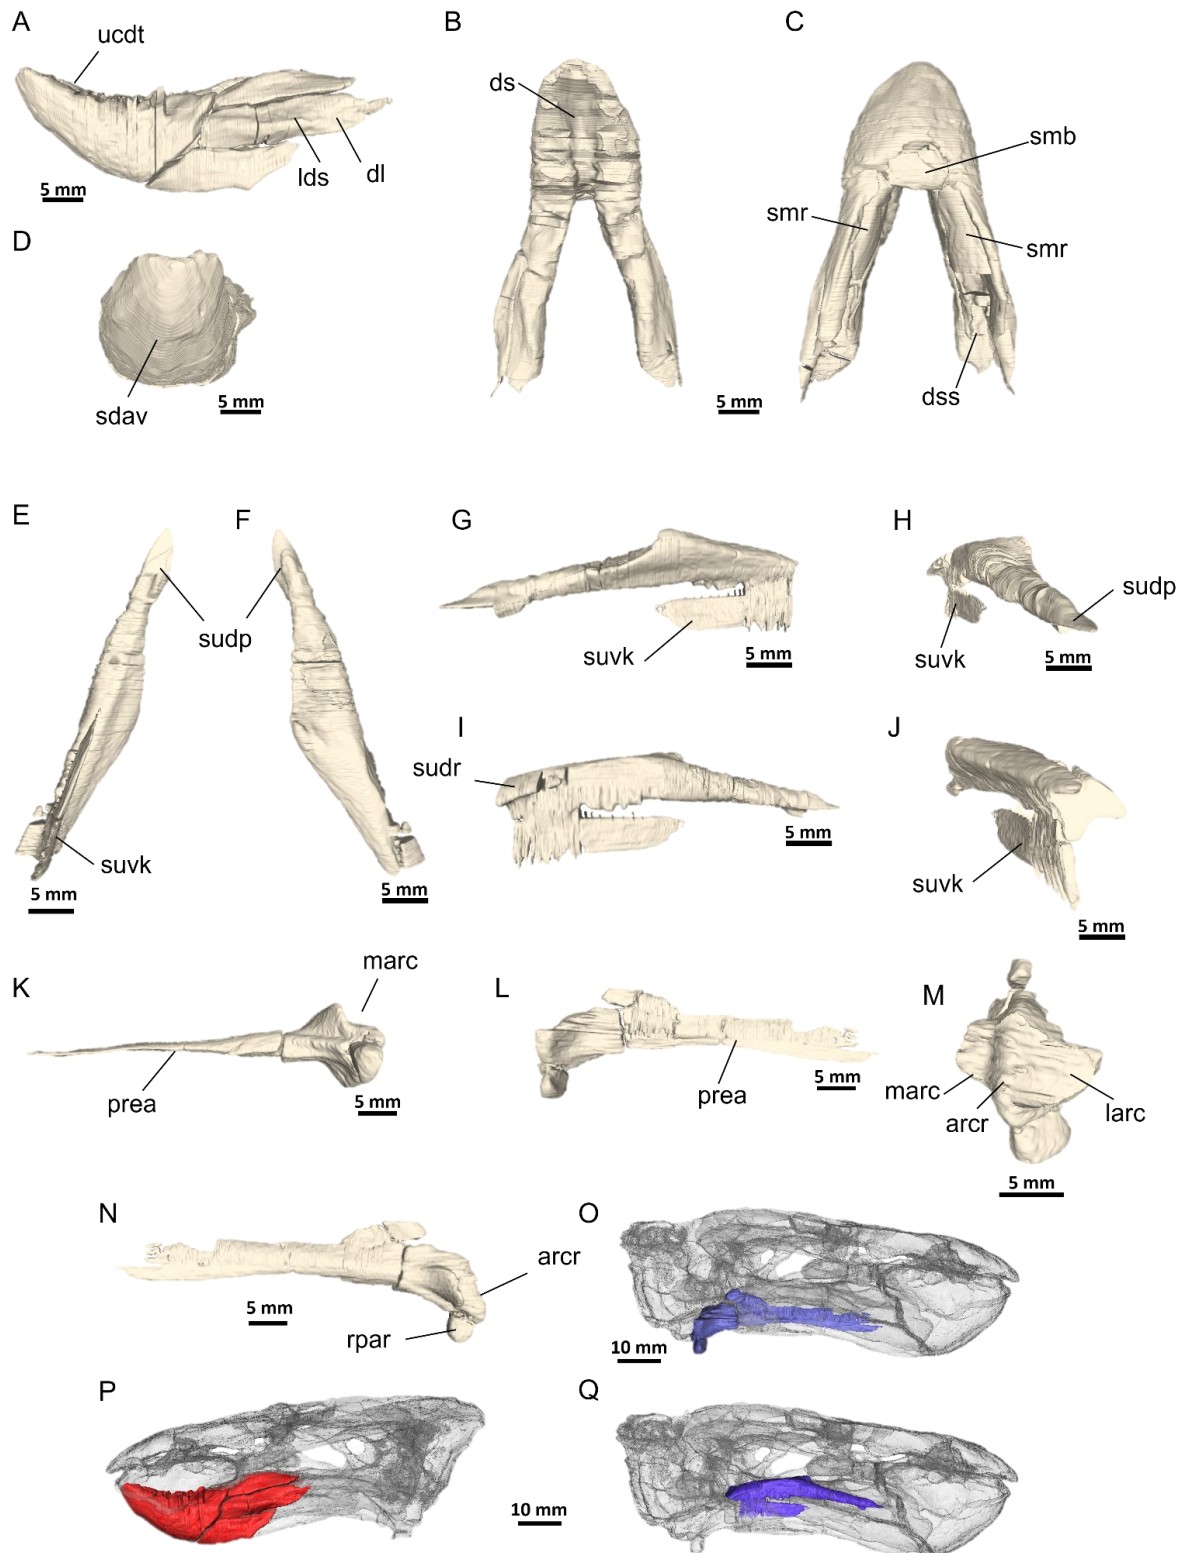 A
ucdt
lds
dl
5 mm
B
ds
5 mm
C
smb
smr
smr
dss
D
sdav
5 mm
E
sudp
suvk
5 mm
F
5 mm
G
suvk
5 mm
H
sudp
suvk
5 mm
I
sudr
5 mm
J
suvk
5 mm
K
marc
prea
5 mm
L
prea
5 mm
M
marc
arcr
larc
5 mm
N
arcr
5 mm
rpar
O
10 mm
P
10 mm
Q